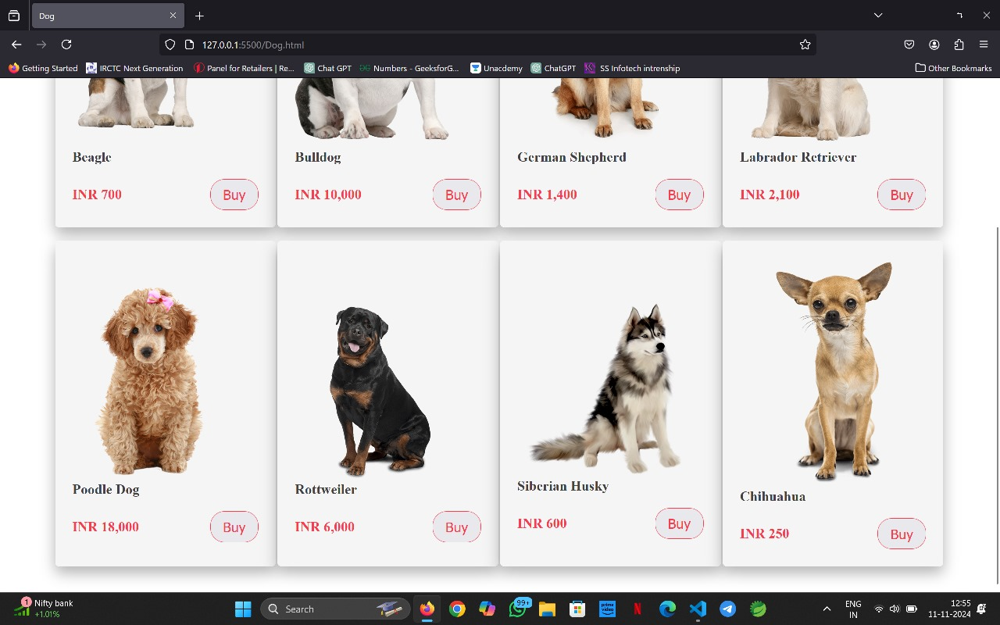 Dog
127.0.0.1:5500/Dog.html
Getting Started
IRCTC Next Generation
Panel for Retailers | Re...
Chat GPT
Numbers - GeeksforG...
Unacdemy
ChatGPT
SS Infotech intrenship
Other Bookmarks
Beagle
Bulldog
German Shepherd
Labrador Retriever
INR 700
Buy
INR 10,000
Buy
INR 1,400
Buy
INR 2,100
Buy
Poodle Dog
Rottweiler
Siberian Husky
Chihuahua
INR 18,000
Buy
INR 6,000
Buy
INR 600
Buy
INR 250
Buy
1
Nifty bank
+1.01%
Search
99+
prime video
N
ENG
IN
12:55
11-11-2024